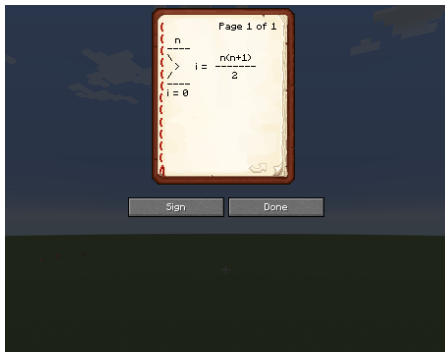 Page 1 of 1
n
----
\ n(n+1)
> i = -------
/ 2
----
i = 0
Sign Done